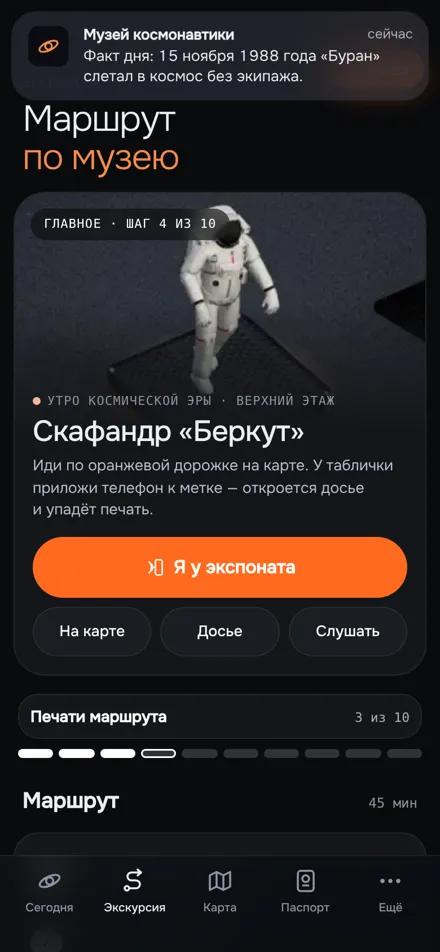 Музей космонавтики
сейчас
Факт дня: 15 ноября 1988 года «Буран»
слетал в космос без экипажа.
Маршрут
по музею
ГЛАВНОЕ · ШАГ 4 ИЗ 10
УТРО КОСМИЧЕСКОЙ ЭРЫ · ВЕРХНИЙ ЭТАЖ
Скафандр «Беркут»
Иди по оранжевой дорожке на карте. У таблички
приложи телефон к метке — откроется досье
и упадёт печать.
Я у экспоната
На карте
Досье
Слушать
Печати маршрута
3 из 10
Маршрут
45 мин
Сегодня
Экскурсия
Карта
Паспорт
Ещё